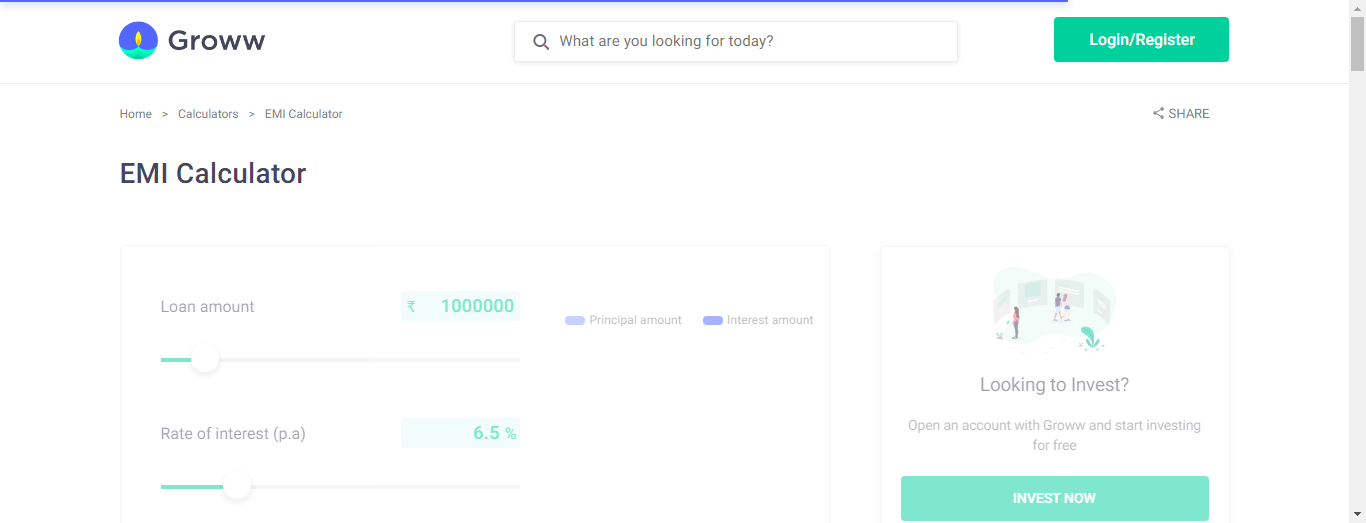 Groww
What are you looking for today?
Login/Register
Home > Calculators > EMI Calculator
SHARE
EMI Calculator
Loan amount
₹ 1000000
Principal amount
Interest amount
Rate of interest (p.a)
6.5 %
Looking to Invest?
Open an account with Groww and start investing
for free
INVEST NOW